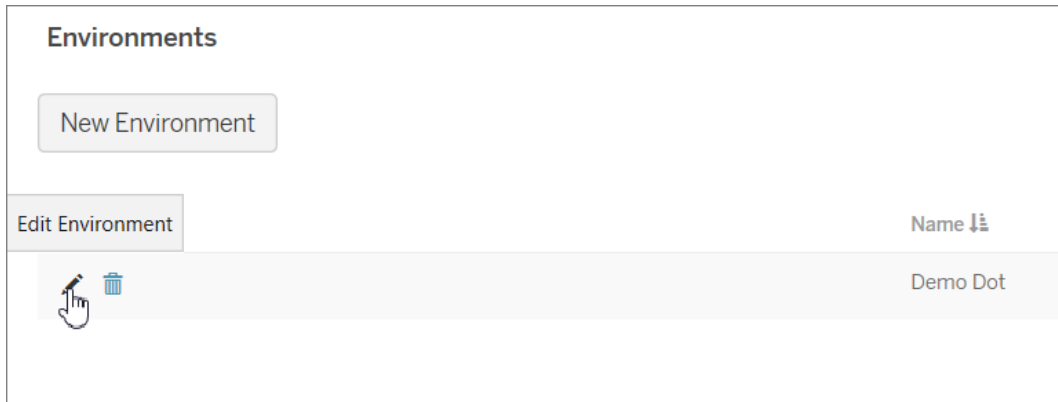 Environments
New Environment
Edit Environment
Name
Demo Dot